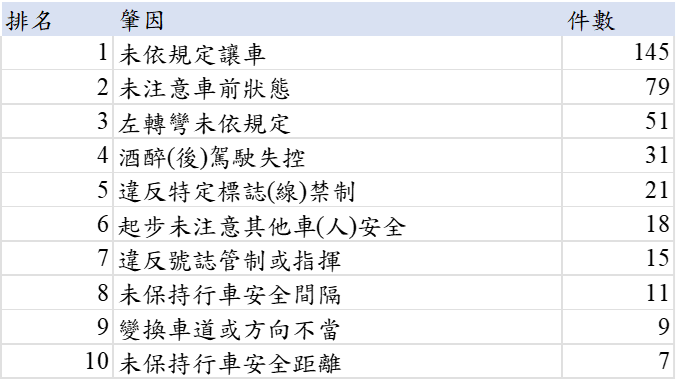 排名 肇因 件數
1 未依規定讓車 145
2 未注意車前狀態 79
3 左轉彎未依規定 51
4 酒醉(後)駕駛失控 31
5 違反特定標誌(線)禁制 21
6 起步未注意其他車(人)安全 18
7 違反號誌管制或指揮 15
8 未保持行車安全間隔 11
9 變換車道或方向不當 9
10 未保持行車安全距離 7